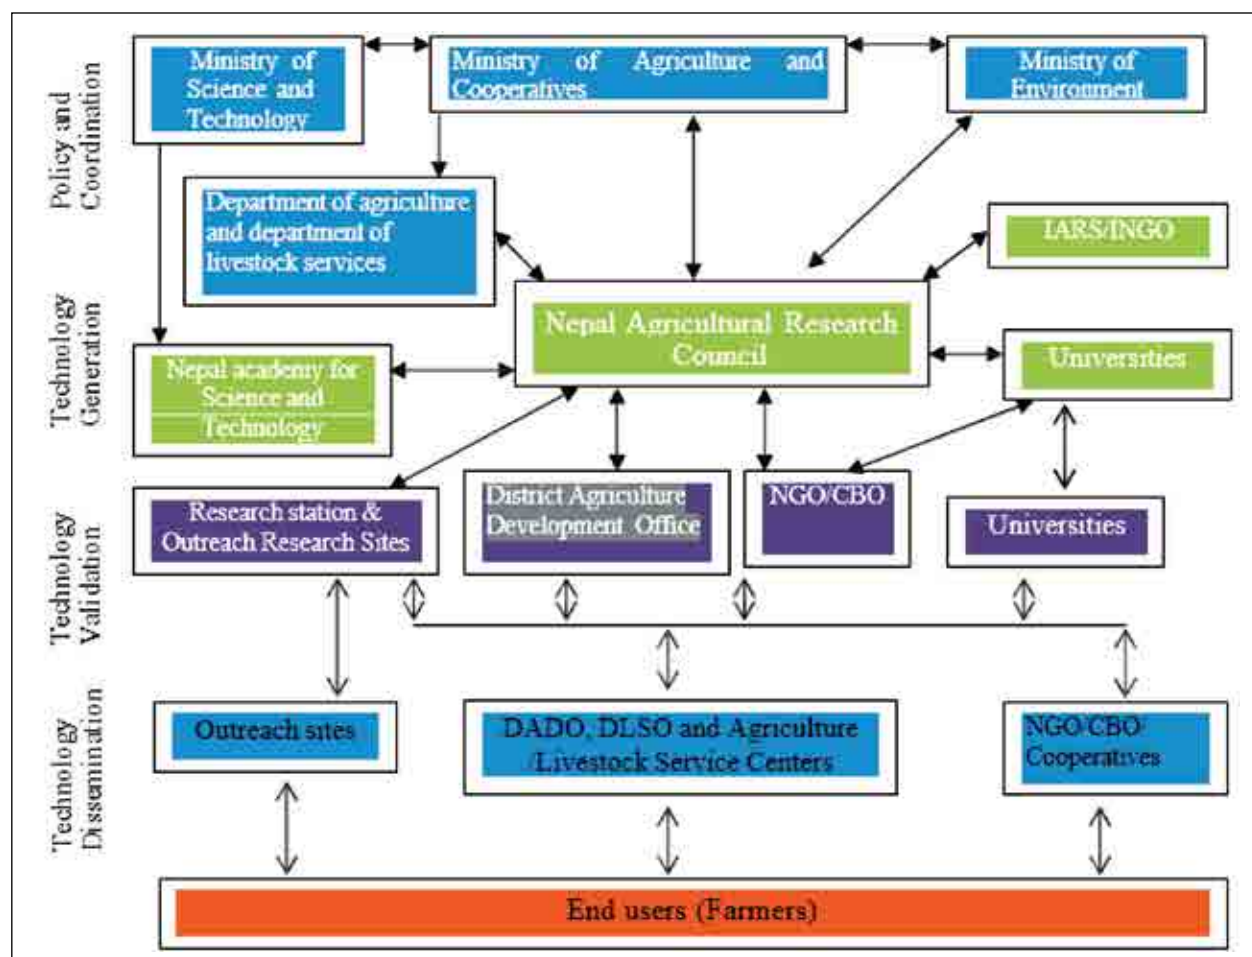 Policy and
Coordination
Ministry of
Science and
Technology
Ministry of Agriculture and
Cooperatives
Ministry of
Environment
Department of agriculture
and department of
livestock services
IARS/INGO
Technology
Generation
Nepal Agricultural Research
Council
Nepal academy for
Science and
Technology
Universities
Technology
Validation
Research station &
Outreach Research Sites
District Agriculture
Development Office
NGO/CBO
Universities
Technology
Dissemination
Outreach sites
DADO, DLSO and Agriculture
/Livestock Service Centers
NGO/CBO/
Cooperatives
End users (Farmers)